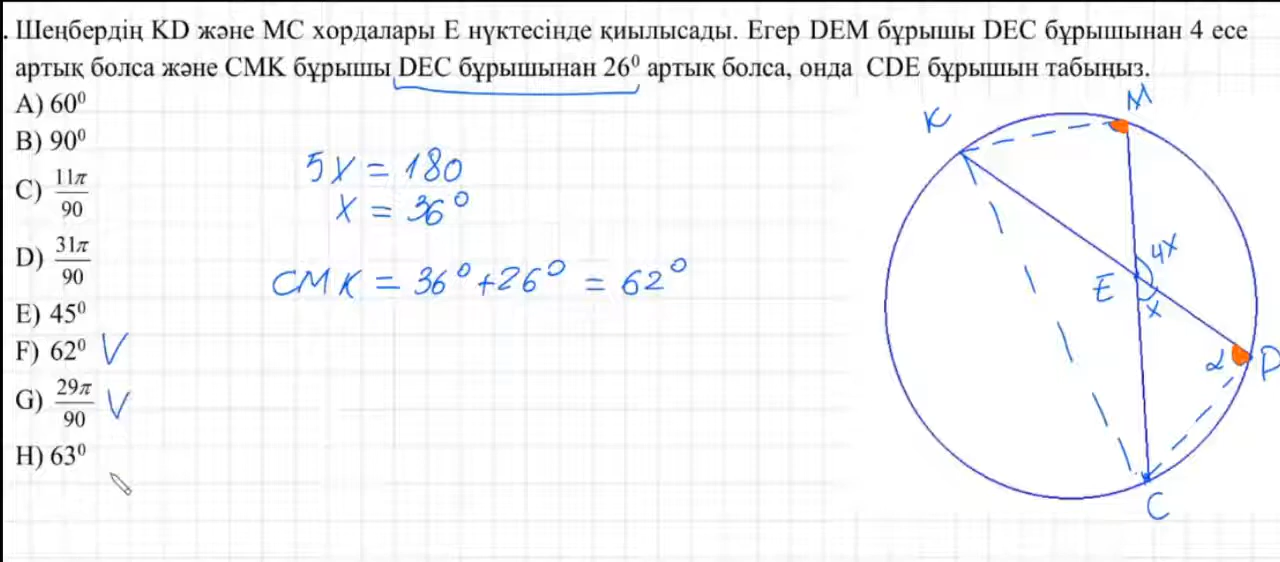 . Шеңбердің KD және MC хордалары E нүктесінде қиылысады. Егер DEM бұрышы DEC бұрышынан 4 есе
артық болса және CMK бұрышы DEC бұрышынан 26⁰ артық болса, онда CDE бұрышын табыңыз.
A) 60⁰
B) 90⁰
C) 11π/90
D) 31π/90
E) 45⁰
F) 62⁰ V
G) 29π/90 V
H) 63⁰
5x = 180
x = 36⁰
CMK = 36⁰ + 26⁰ = 62⁰
K
M
4x
E
x
α
D
C